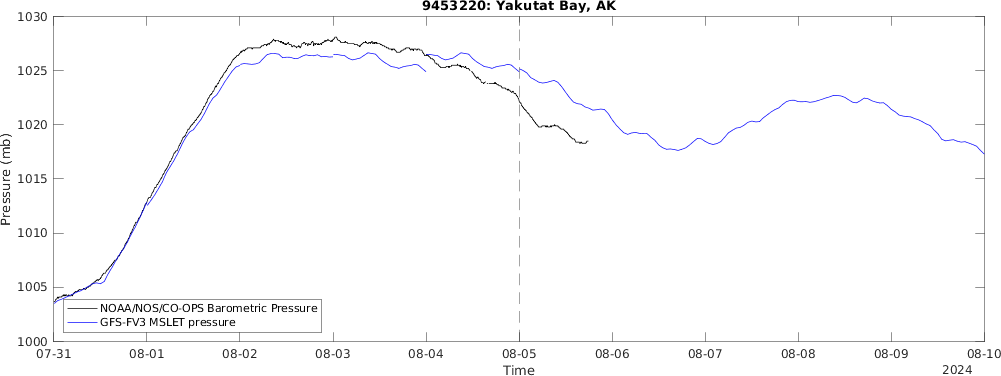 9453220: Yakutat Bay, AK
Pressure (mb)
1030
1025
1020
1015
1010
1005
1000
NOAA/NOS/CO-OPS Barometric Pressure
GFS-FV3 MSLET pressure
07-31 08-01 08-02 08-03 08-04 08-05 08-06 08-07 08-08 08-09 08-10
Time
2024